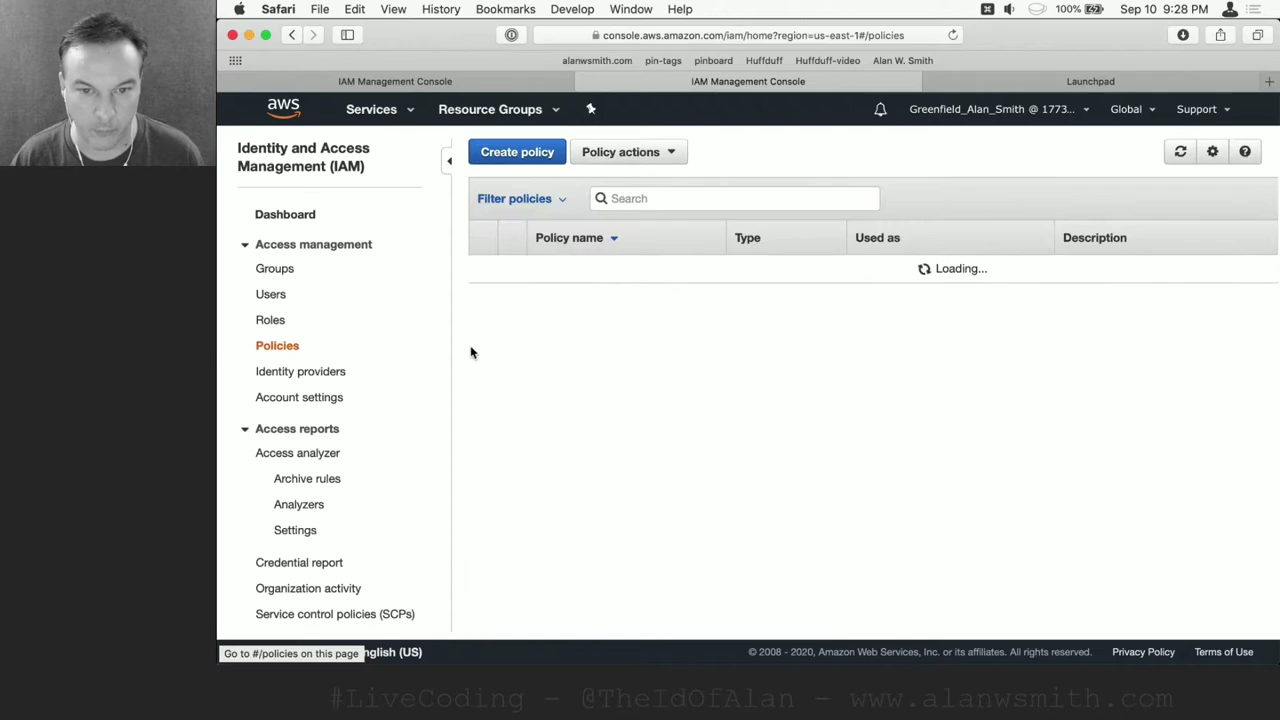 Safari File Edit View History Bookmarks Develop Window Help 100% Sep 10 9:28 PM
console.aws.amazon.com/iam/home?region=us-east-1#/policies
alanwsmith.com pin-tags pinboard Huffduff Huffduff-video Alan W. Smith
IAM Management Console IAM Management Console Launchpad
aws Services Resource Groups Greenfield_Alan_Smith @ 1773... Global Support
Identity and Access
Management (IAM)
Create policy Policy actions
Filter policies Search
Dashboard
Policy name Type Used as Description
Access management
Groups
Loading...
Users
Roles
Policies
Identity providers
Account settings
Access reports
Access analyzer
Archive rules
Analyzers
Settings
Credential report
Organization activity
Service control policies (SCPs)
Go to #/policies on this page
nglish (US) © 2008 - 2020, Amazon Web Services, Inc. or its affiliates. All rights reserved. Privacy Policy Terms of Use
#LiveCoding - @TheIdOfAlan - www.alanwsmith.com